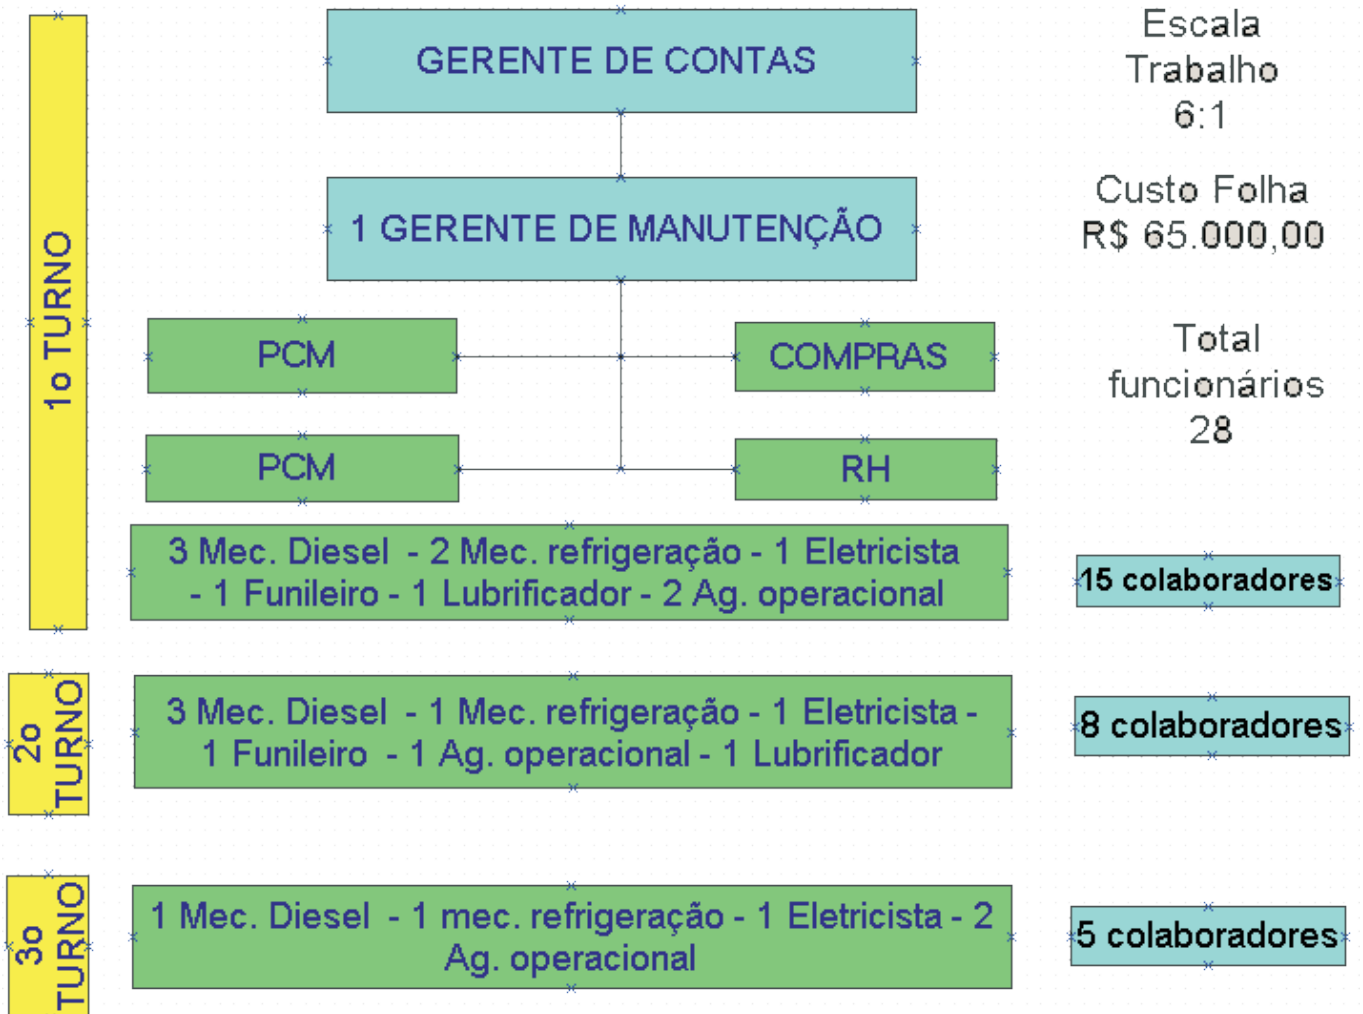 GERENTE DE CONTAS
Escala
Trabalho
6:1
1 GERENTE DE MANUTENÇÃO
Custo Folha
R$ 65.000,00
1o TURNO
PCM
COMPRAS
Total
funcionários
28
PCM
RH
3 Mec. Diesel - 2 Mec. refrigeração - 1 Eletricista
- 1 Funileiro - 1 Lubrificador - 2 Ag. operacional
15 colaboradores
2o
TURNO
3 Mec. Diesel - 1 Mec. refrigeração - 1 Eletricista -
1 Funileiro - 1 Ag. operacional - 1 Lubrificador
8 colaboradores
3o
TURNO
1 Mec. Diesel - 1 mec. refrigeração - 1 Eletricista - 2
Ag. operacional
5 colaboradores